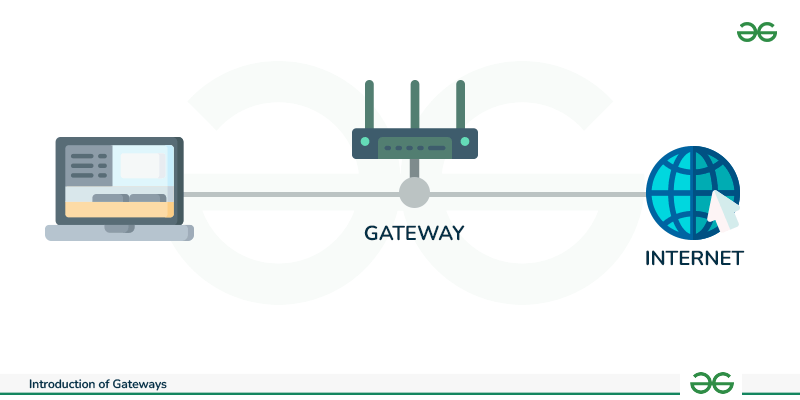 GATEWAY
INTERNET
Introduction of Gateways